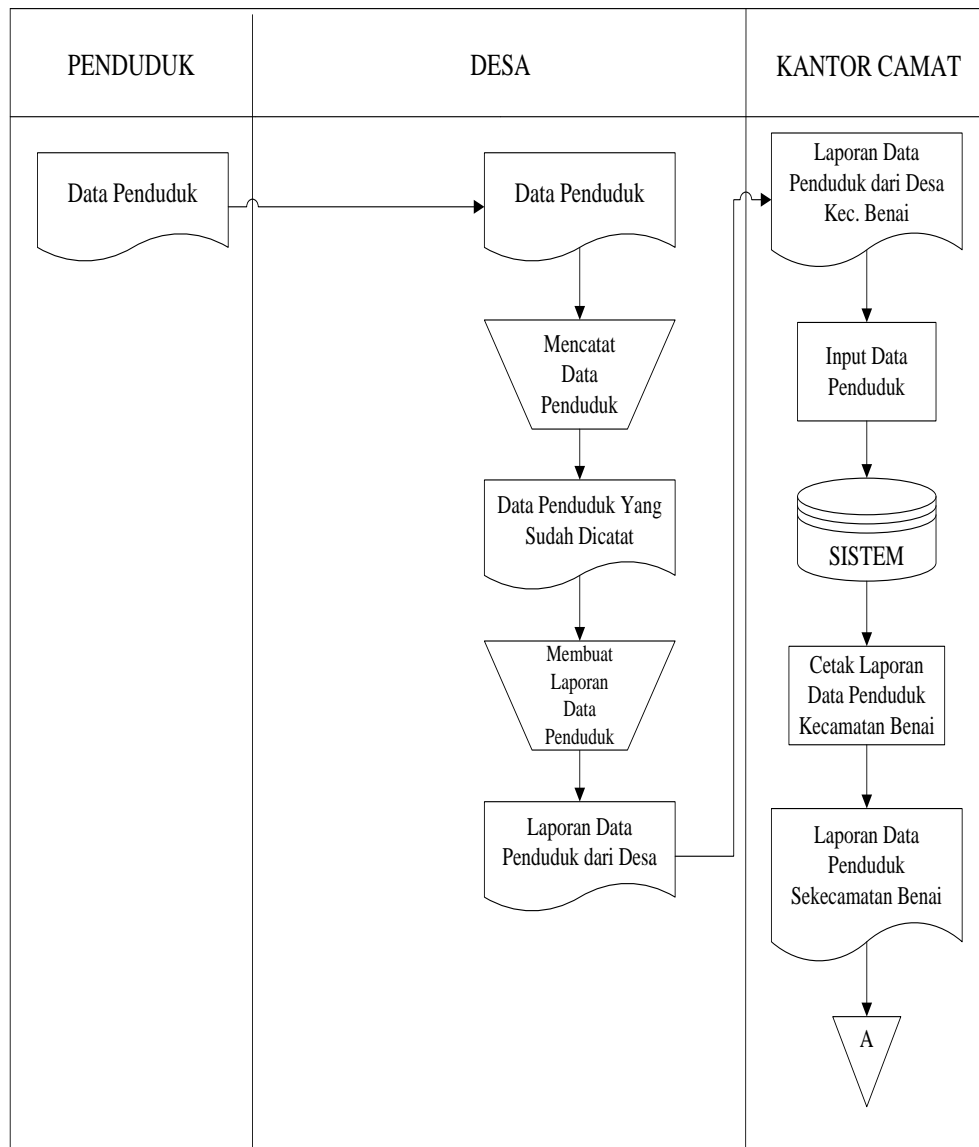 PENDUDUK
DESA
KANTOR CAMAT
Data Penduduk
Data Penduduk
Mencatat
Data
Penduduk
Data Penduduk Yang
Sudah Dicatat
Membuat
Laporan
Data
Penduduk
Laporan Data
Penduduk dari Desa
Laporan Data
Penduduk dari Desa
Kec. Benai
Input Data
Penduduk
SISTEM
Cetak Laporan
Data Penduduk
Kecamatan Benai
Laporan Data
Penduduk
Sekecamatan Benai
A